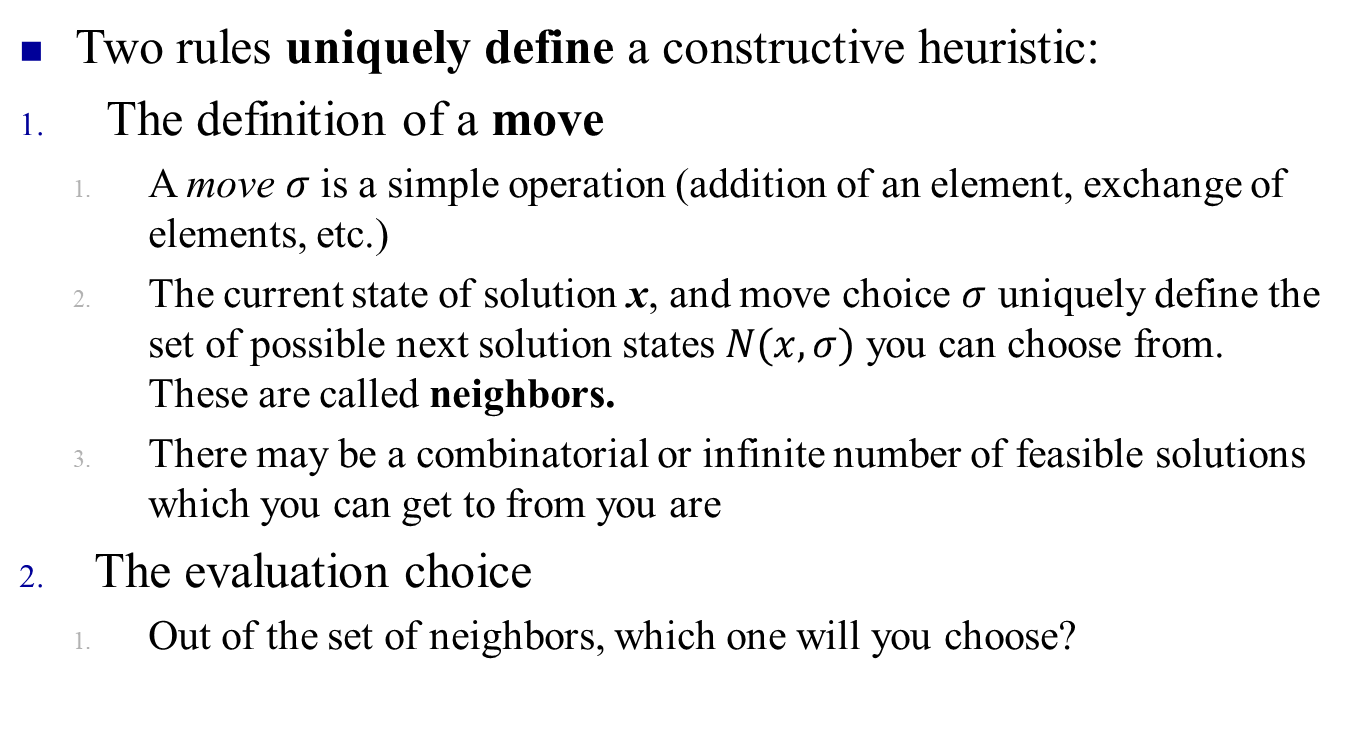 ■ Two rules uniquely define a constructive heuristic:
1. The definition of a move
1. A move σ is a simple operation (addition of an element, exchange of
elements, etc.)
2. The current state of solution x, and move choice σ uniquely define the
set of possible next solution states N(x, σ) you can choose from.
These are called neighbors.
3. There may be a combinatorial or infinite number of feasible solutions
which you can get to from you are
2. The evaluation choice
1. Out of the set of neighbors, which one will you choose?